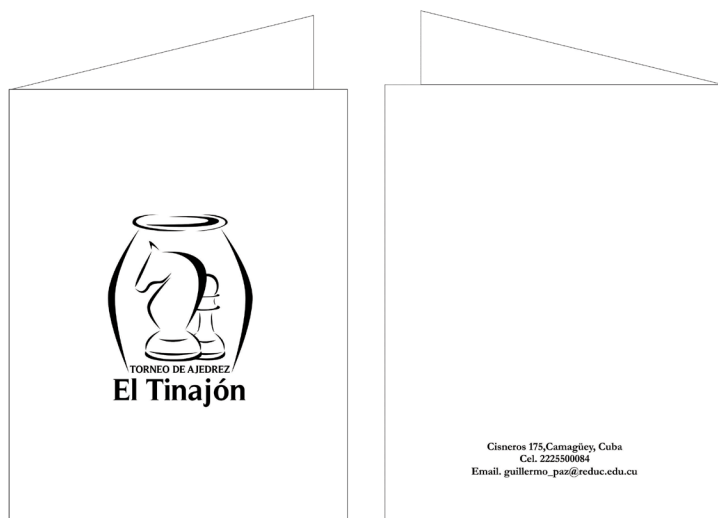 TORNEO DE AJEDREZ
El Tinajón
Cisneros 175,Camagüey, Cuba
Cel. 2225500084
Email. guillermo_paz@reduc.edu.cu